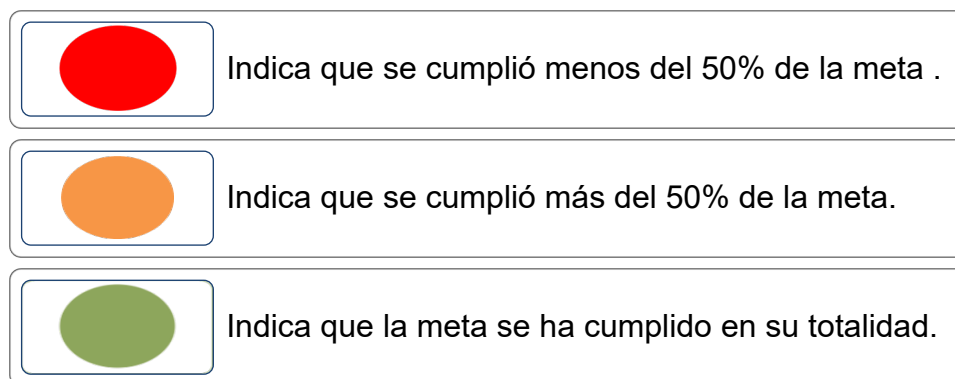 Indica que se cumplió menos del 50% de la meta .
Indica que se cumplió más del 50% de la meta.
Indica que la meta se ha cumplido en su totalidad.